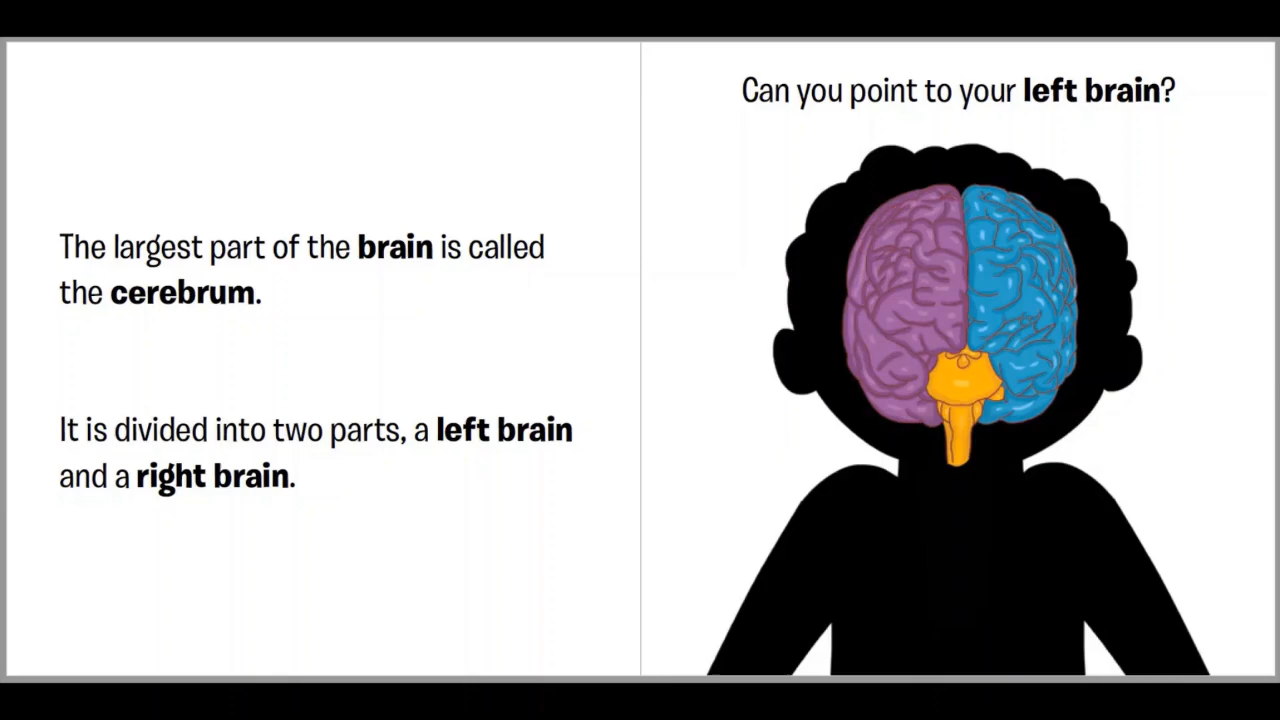 The largest part of the brain is called
the cerebrum.
It is divided into two parts, a left brain
and a right brain.
Can you point to your left brain?